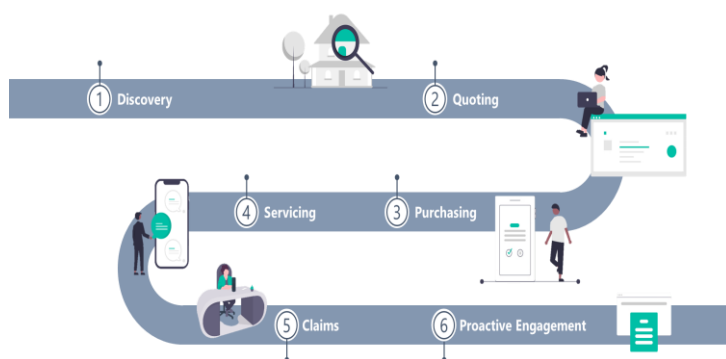 1 Discovery
2 Quoting
3 Purchasing
4 Servicing
5 Claims
6 Proactive Engagement